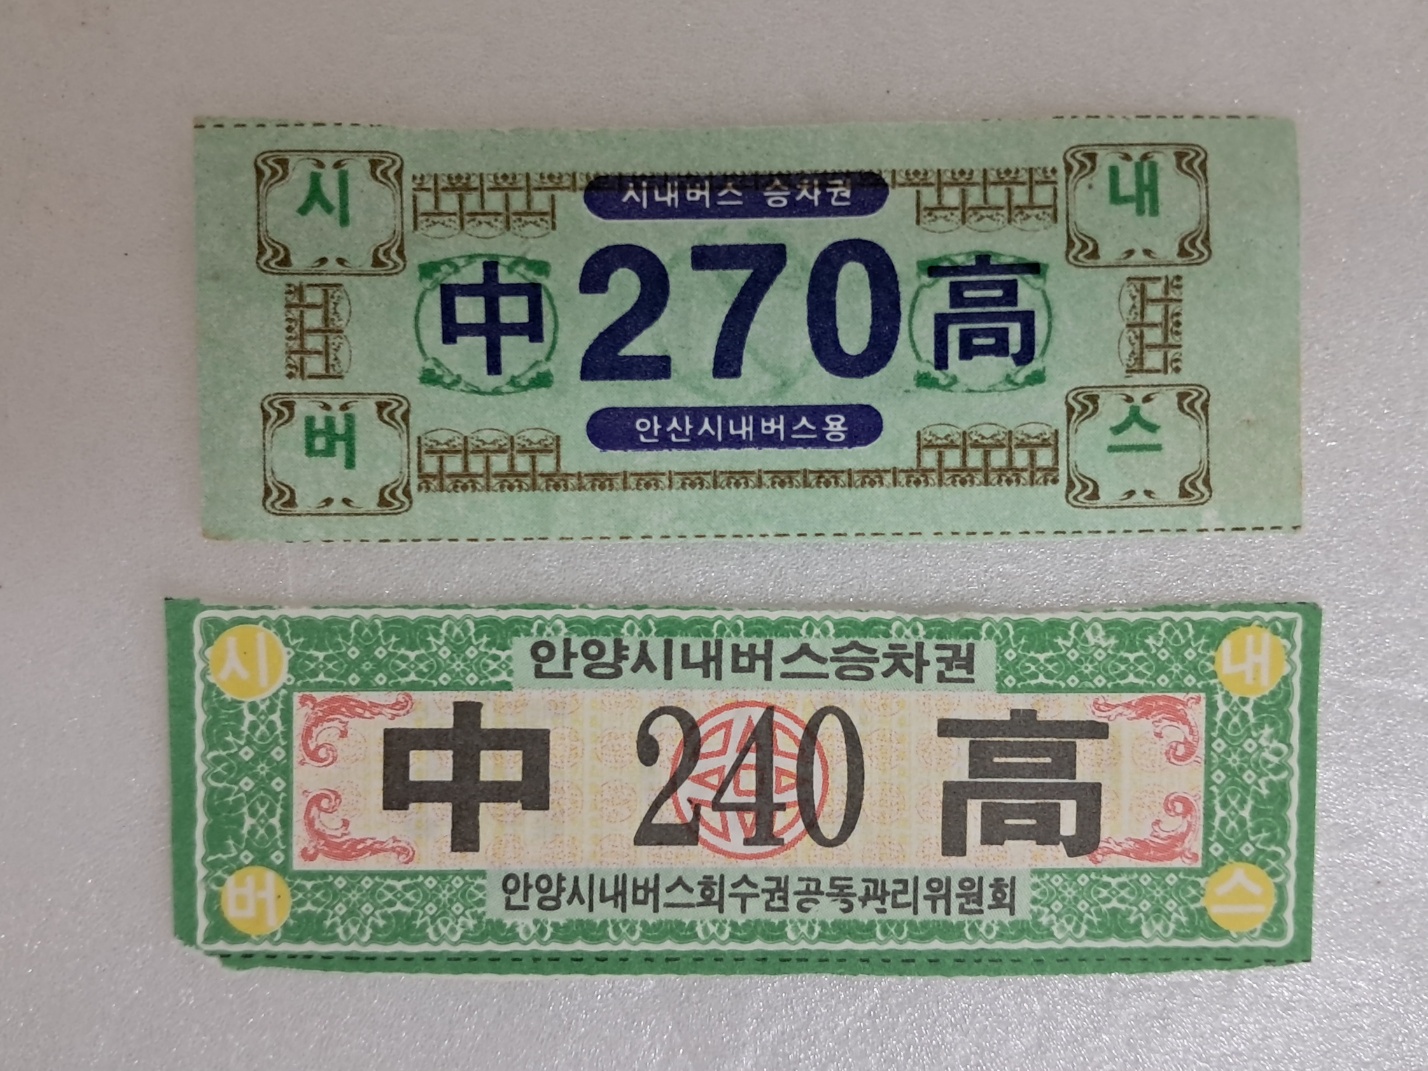 시 시내버스 승차권 내
中 270 高
버 안산시내버스용 스
시 안양시내버스승차권 내
中 240 高
버 안양시내버스회수권공동관리위원회 스